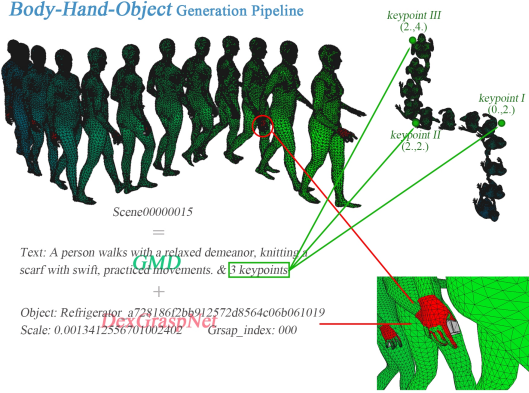 Body-Hand-Object Generation Pipeline
keypoint III
(2.,4.)
keypoint I
(0.,2.)
keypoint II
(2.,2.)
Scene00000015
=
Text: A person walks with a relaxed demeanor, knitting a
scarf with swift, practiced movements. & 3 keypoints
GMD
+
Object: Refrigerator_a728186f2bb912572d8564c06b061019
DexGraspNet
Scale: 0.0013412556701002402 Grsap_index: 000